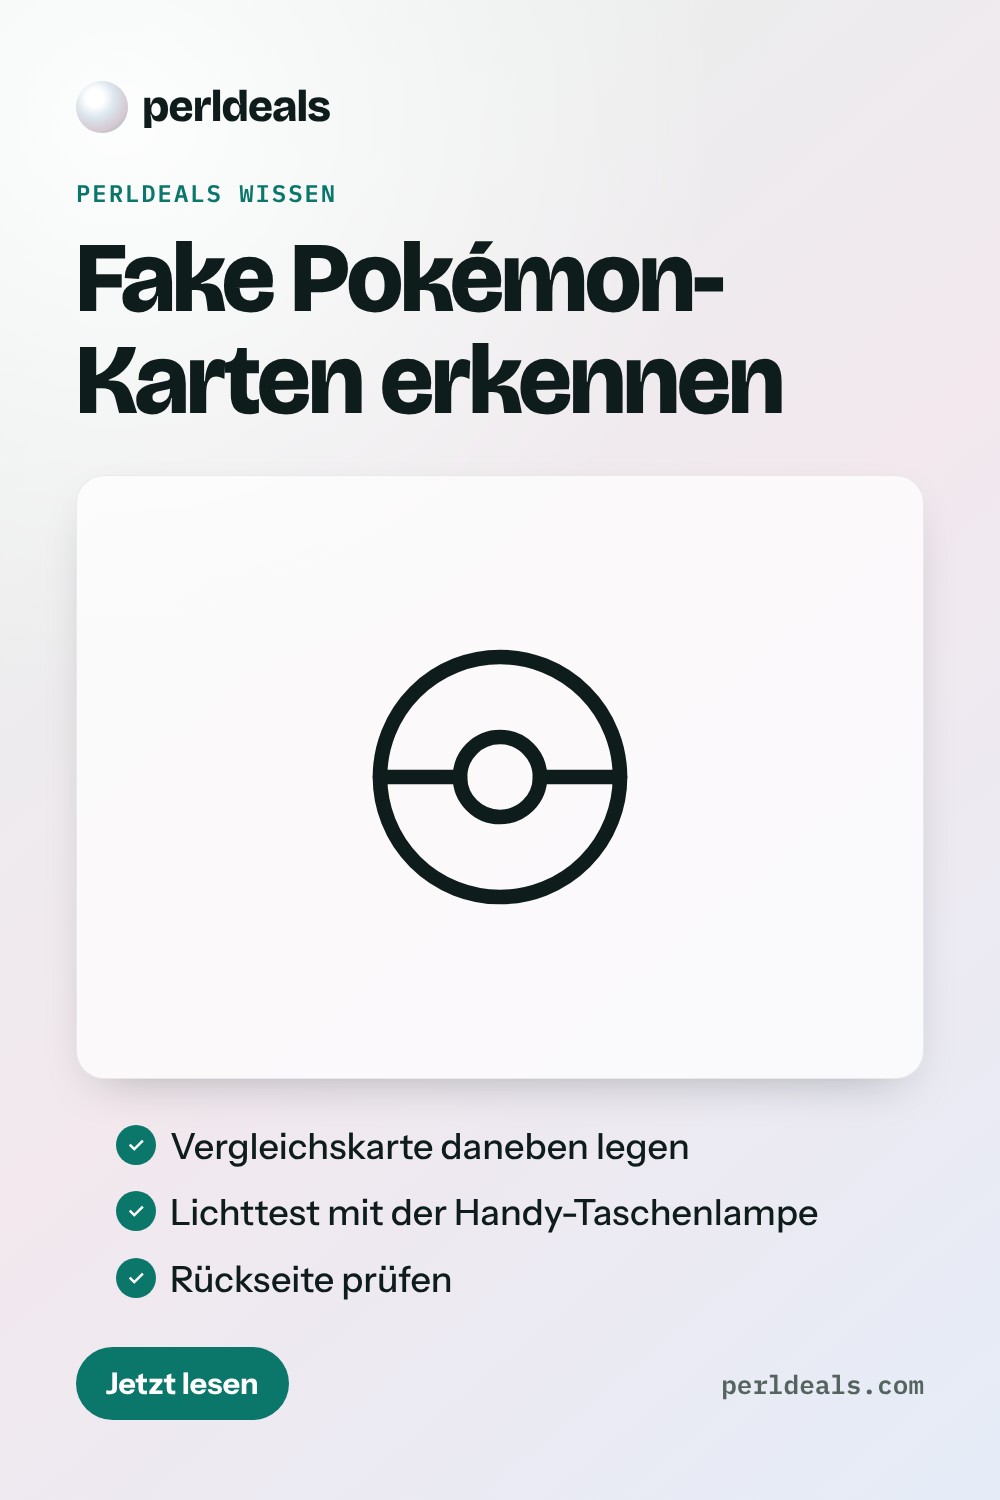 perldeals
PERLDEALS WISSEN
Fake Pokémon-
Karten erkennen
Vergleichskarte daneben legen
Lichttest mit der Handy-Taschenlampe
Rückseite prüfen
Jetzt lesen
perldeals.com